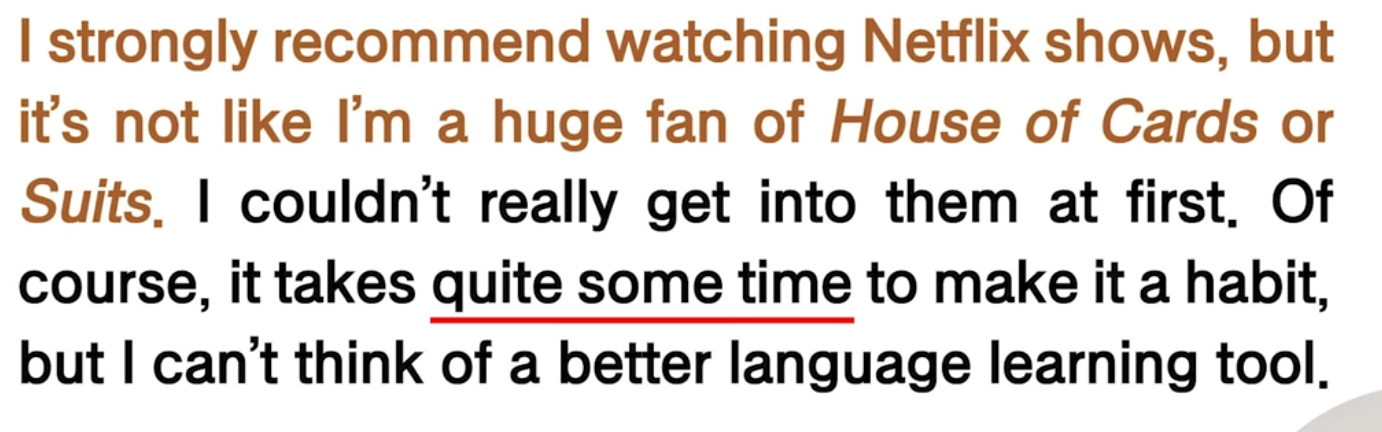 I strongly recommend watching Netflix shows, but
it's not like I'm a huge fan of House of Cards or
Suits. I couldn't really get into them at first. Of
course, it takes quite some time to make it a habit,
but I can't think of a better language learning tool.